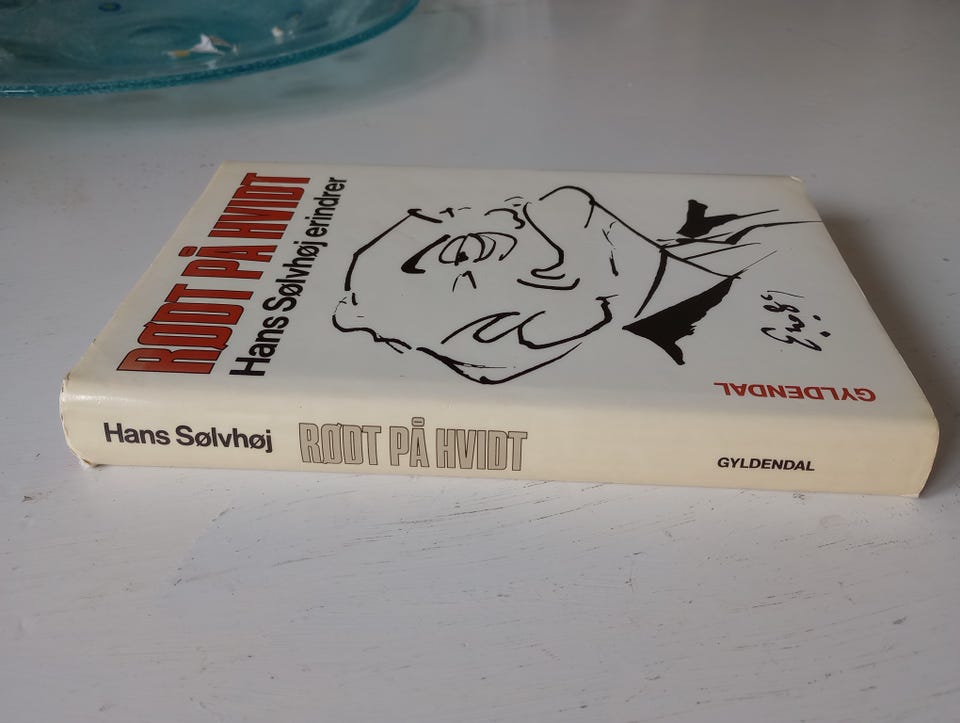 RØDT PÅ HVIDT
Hans Sølvhøj erindrer
GYLDENDAL
Hans Sølvhøj RØDT PÅ HVIDT GYLDENDAL